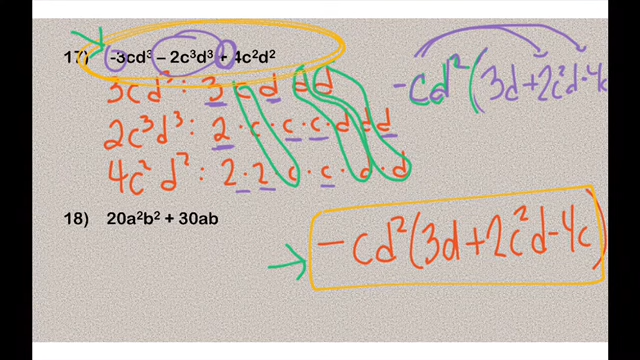 17) -3cd³ – 2c³d³ + 4c²d²
-cd²(3d+2c²d-4c
3cd³: 3 c d d d
2c³d³: 2 · c · c · c · d d d
4c²d²: 2 · 2 · c · c · d · d
18) 20a²b² + 30ab
-cd²(3d+2c²d-4c)